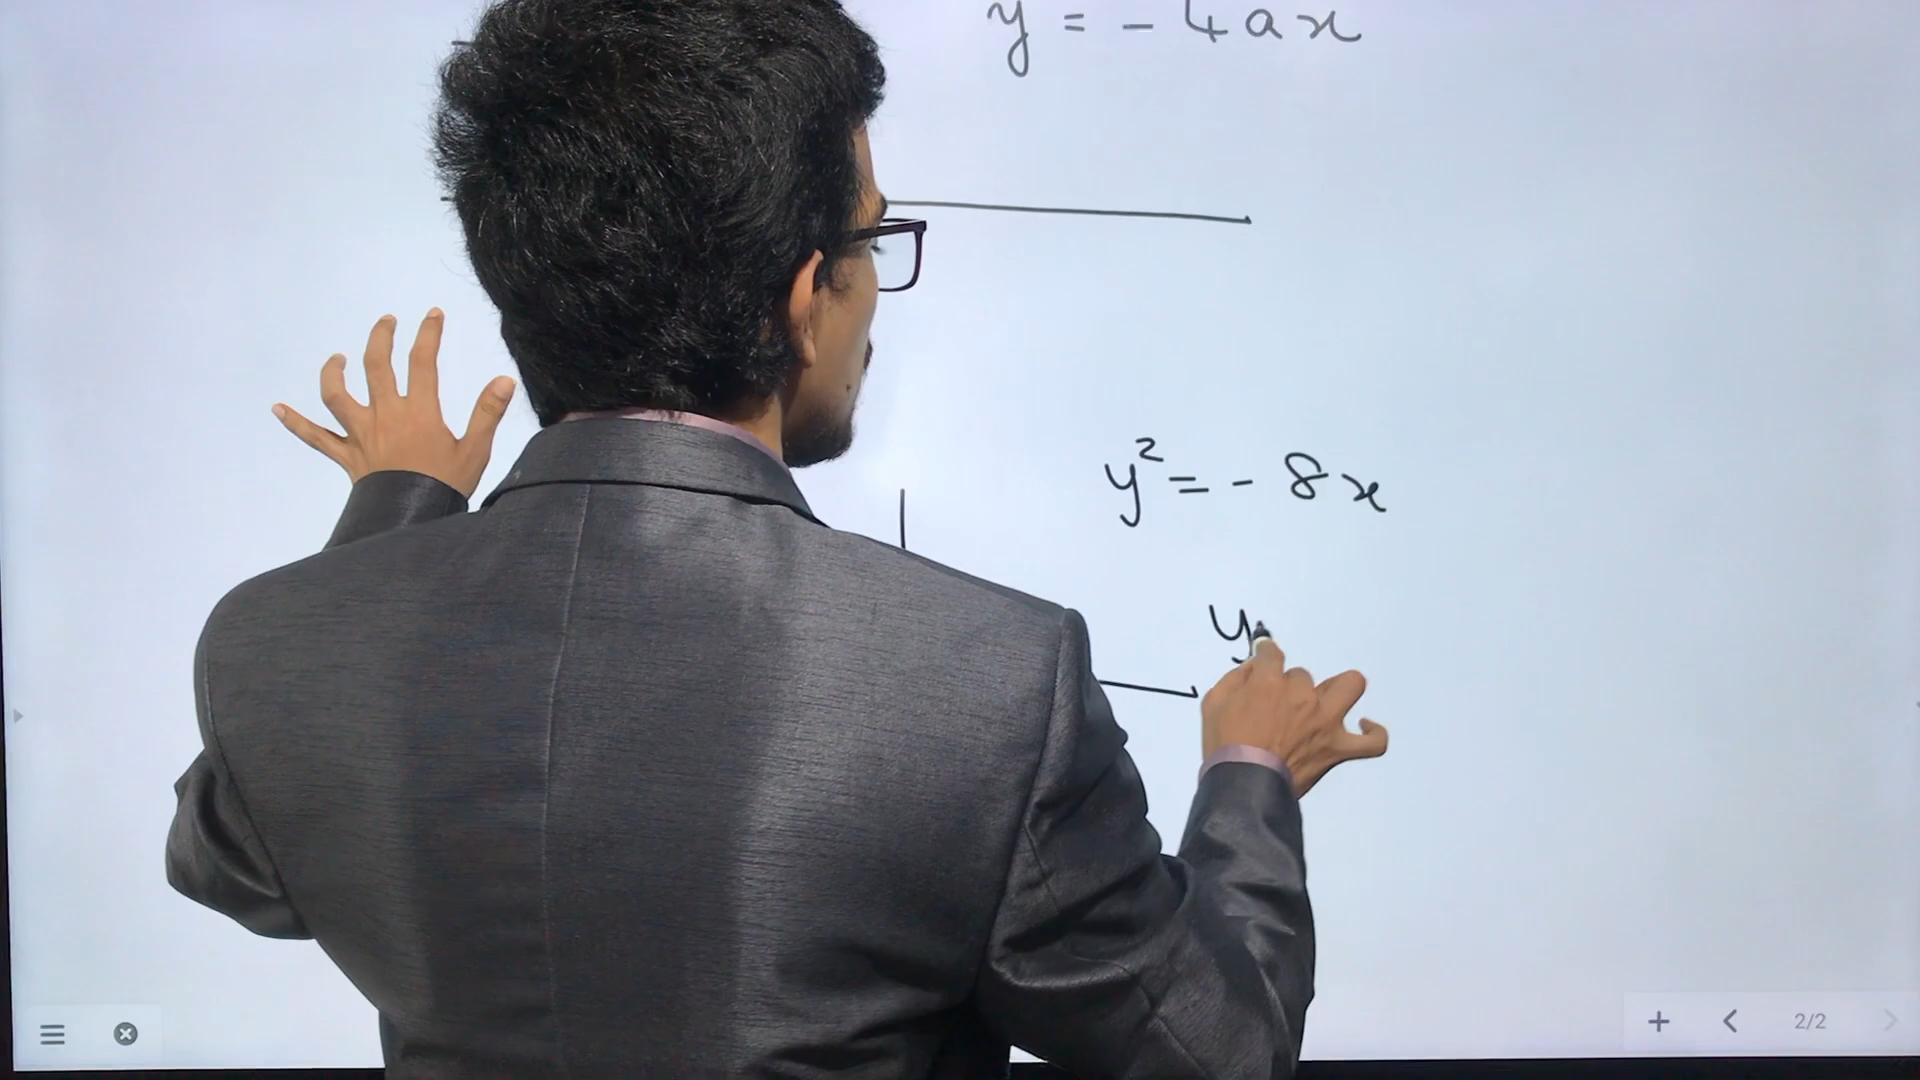 y = - 4ax
y² = - 8x
y
2/2